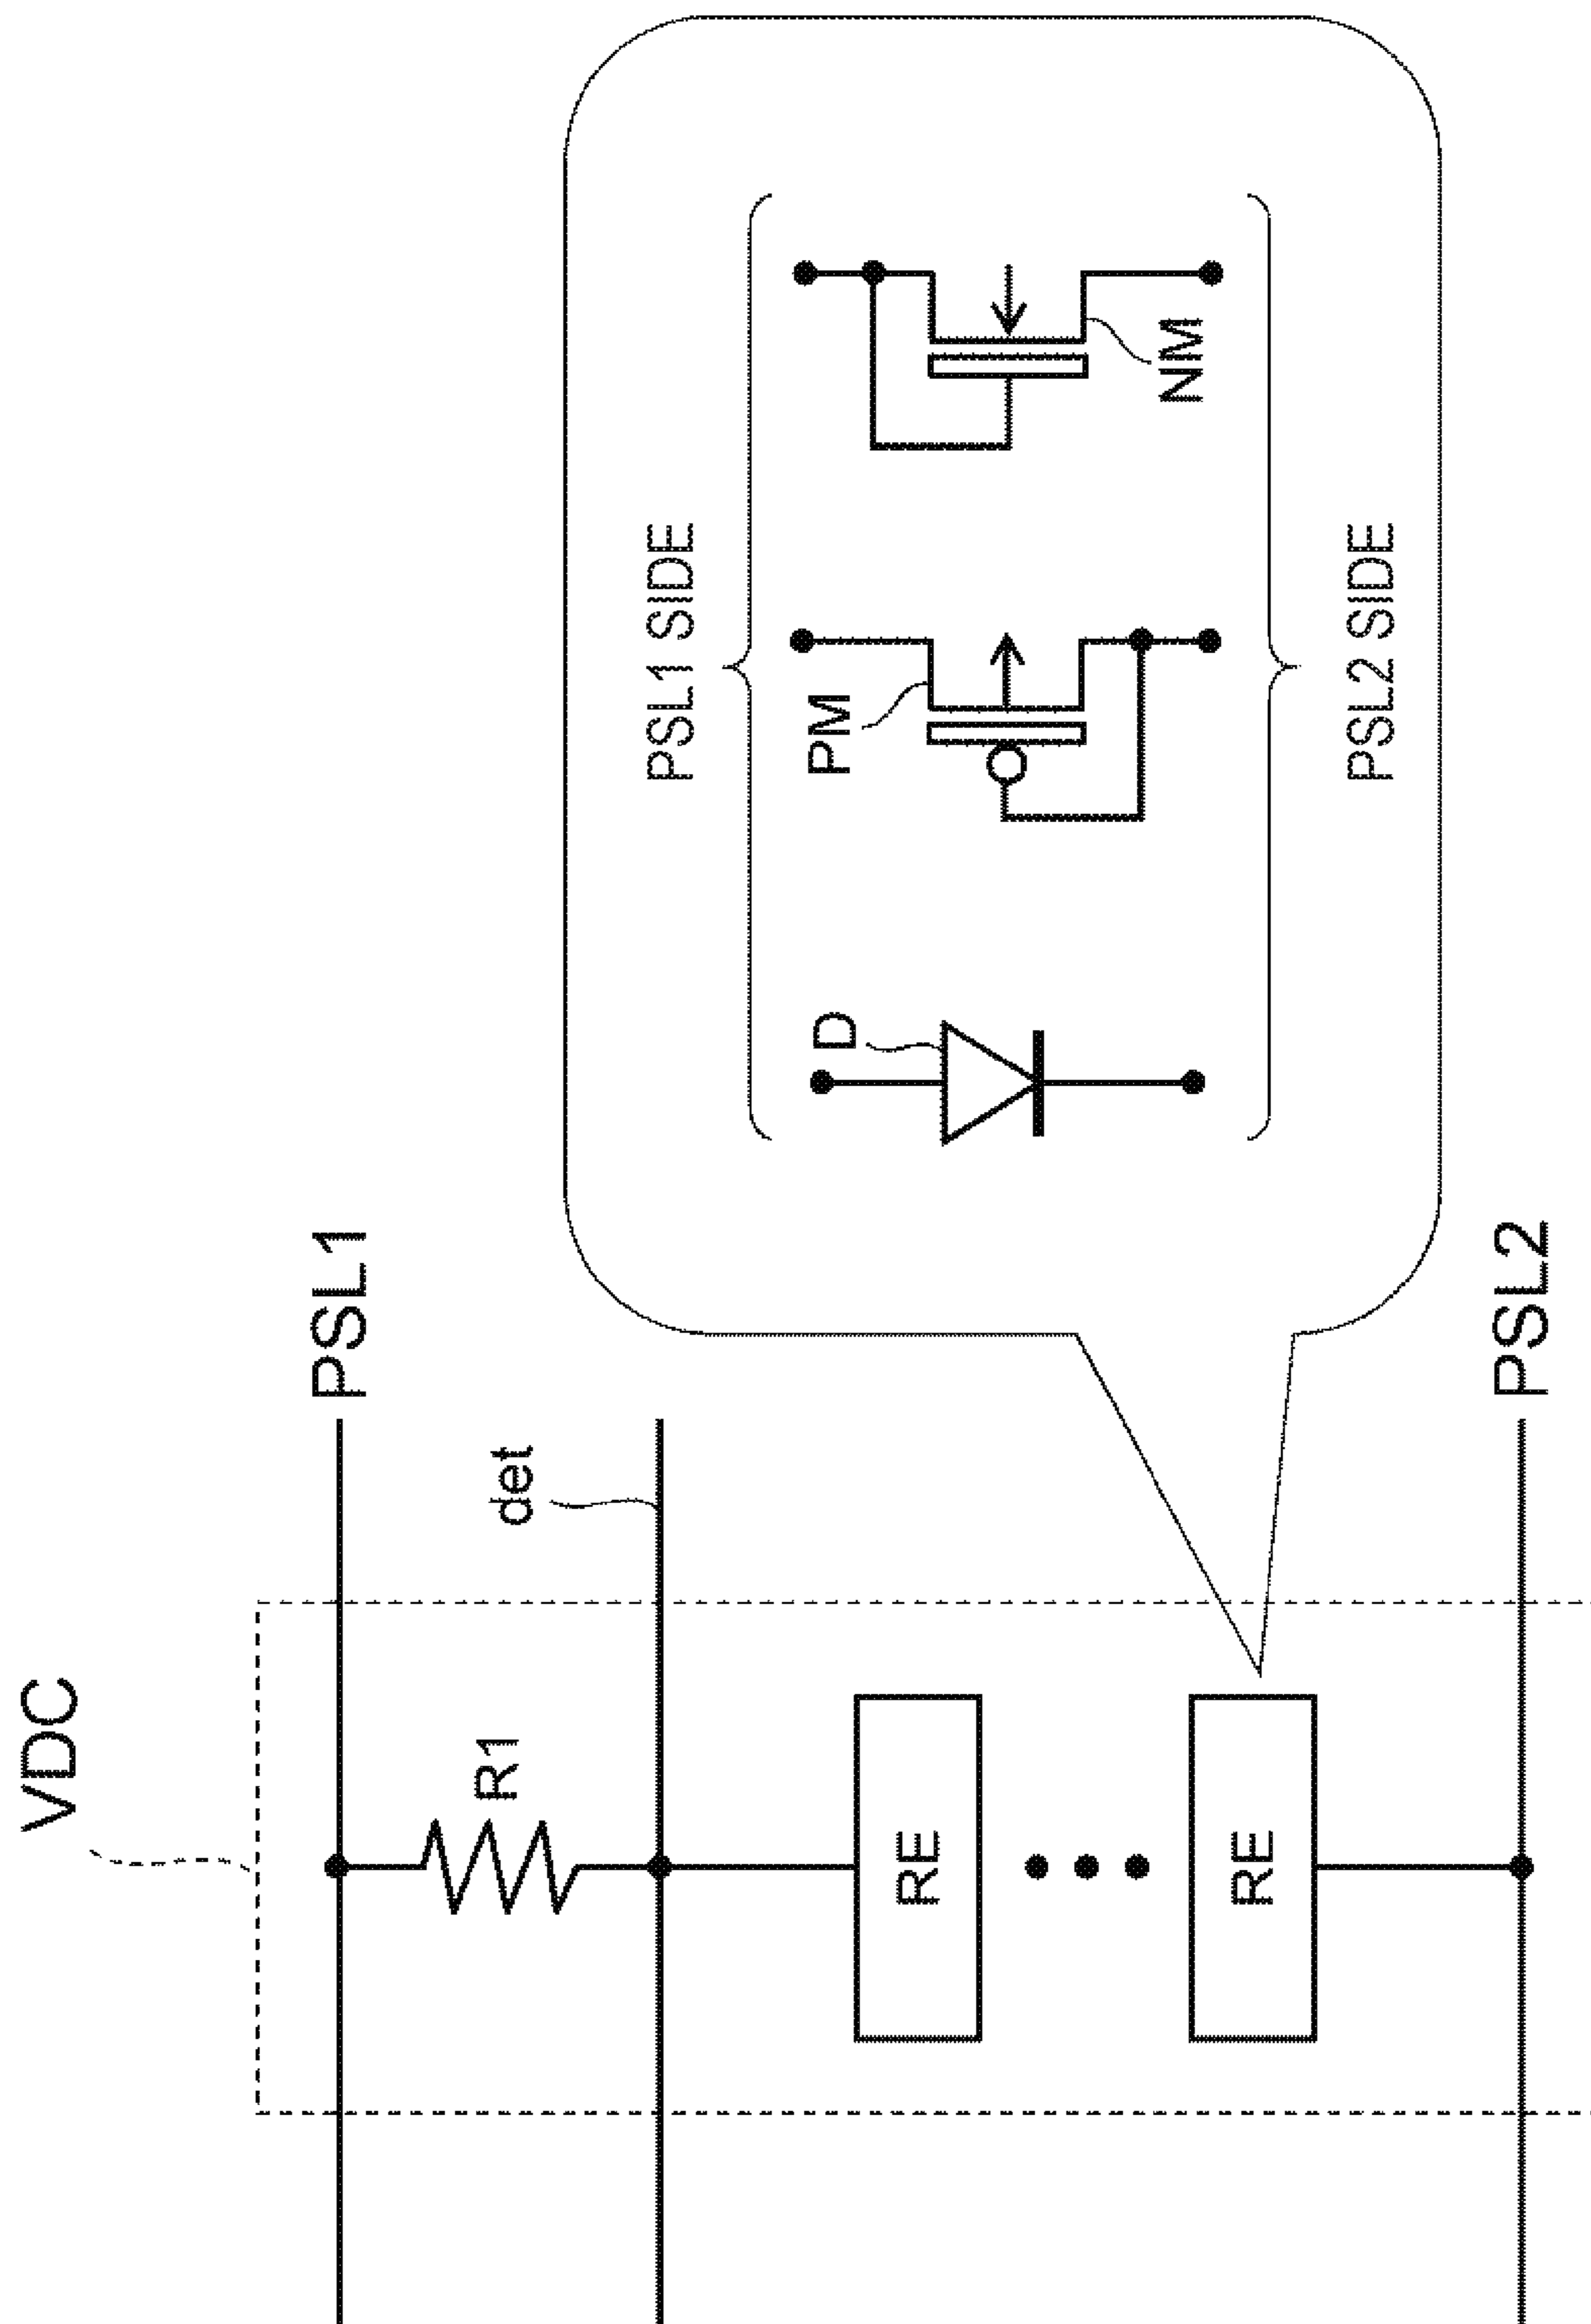 VDC
PSL1
R1
det
RE
RE
PSL2
PSL1 SIDE
D
PM
NM
PSL2 SIDE